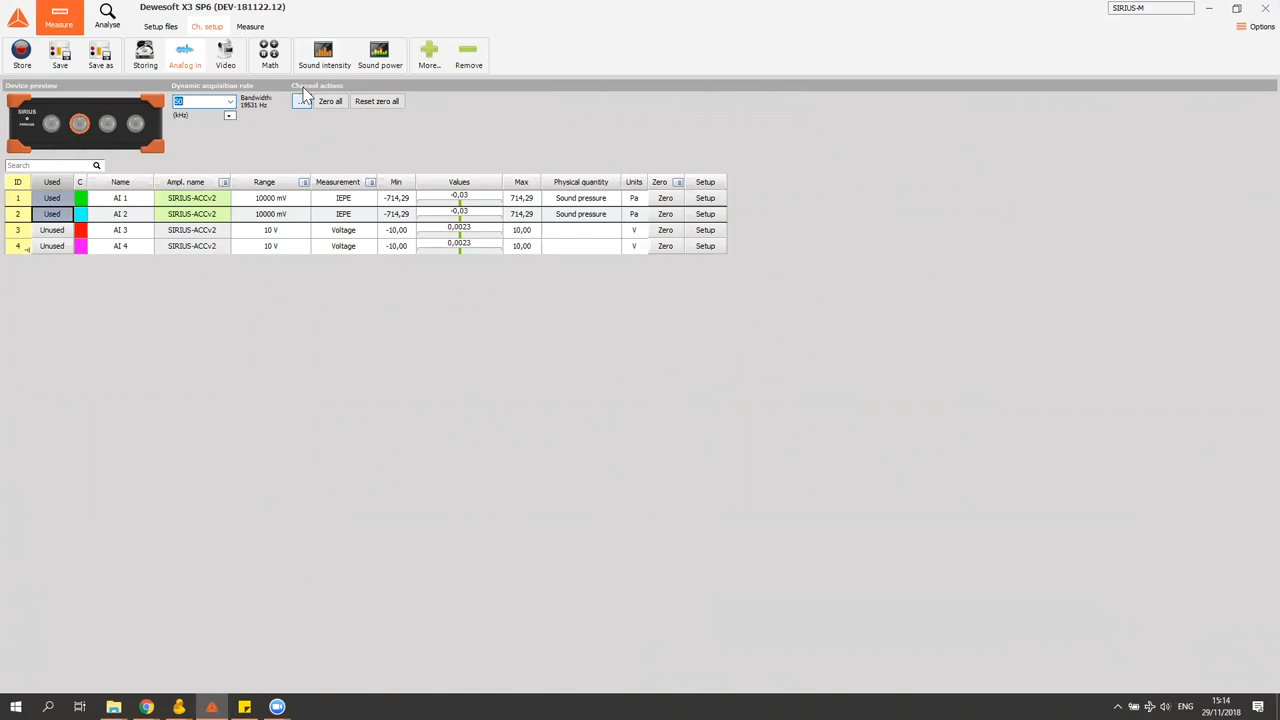 Dewesoft X3 SP6 (DEV-181122.12)
SIRIUS-M
Measure
Analyse
Setup files
Ch. setup
Measure
Options
Store
Save
Save as
Storing
Analog in
Video
Math
Sound intensity
Sound power
More...
Remove
Device preview
Dynamic acquisition rate
Channel actions
SIRIUS
50
Bandwidth:
19531 Hz
(kHz)
Zero all
Reset zero all
Search
ID Used C Name Ampl. name Range Measurement Min Values Max Physical quantity Units Zero Setup
1 Used AI 1 SIRIUS-ACCv2 10000 mV IEPE -714,29 -0,03 714,29 Sound pressure Pa Zero Setup
2 Used AI 2 SIRIUS-ACCv2 10000 mV IEPE -714,29 -0,03 714,29 Sound pressure Pa Zero Setup
3 Unused AI 3 SIRIUS-ACCv2 10 V Voltage -10,00 0,0023 10,00 V Zero Setup
4 Unused AI 4 SIRIUS-ACCv2 10 V Voltage -10,00 0,0023 10,00 V Zero Setup
ENG
15:14
29/11/2018